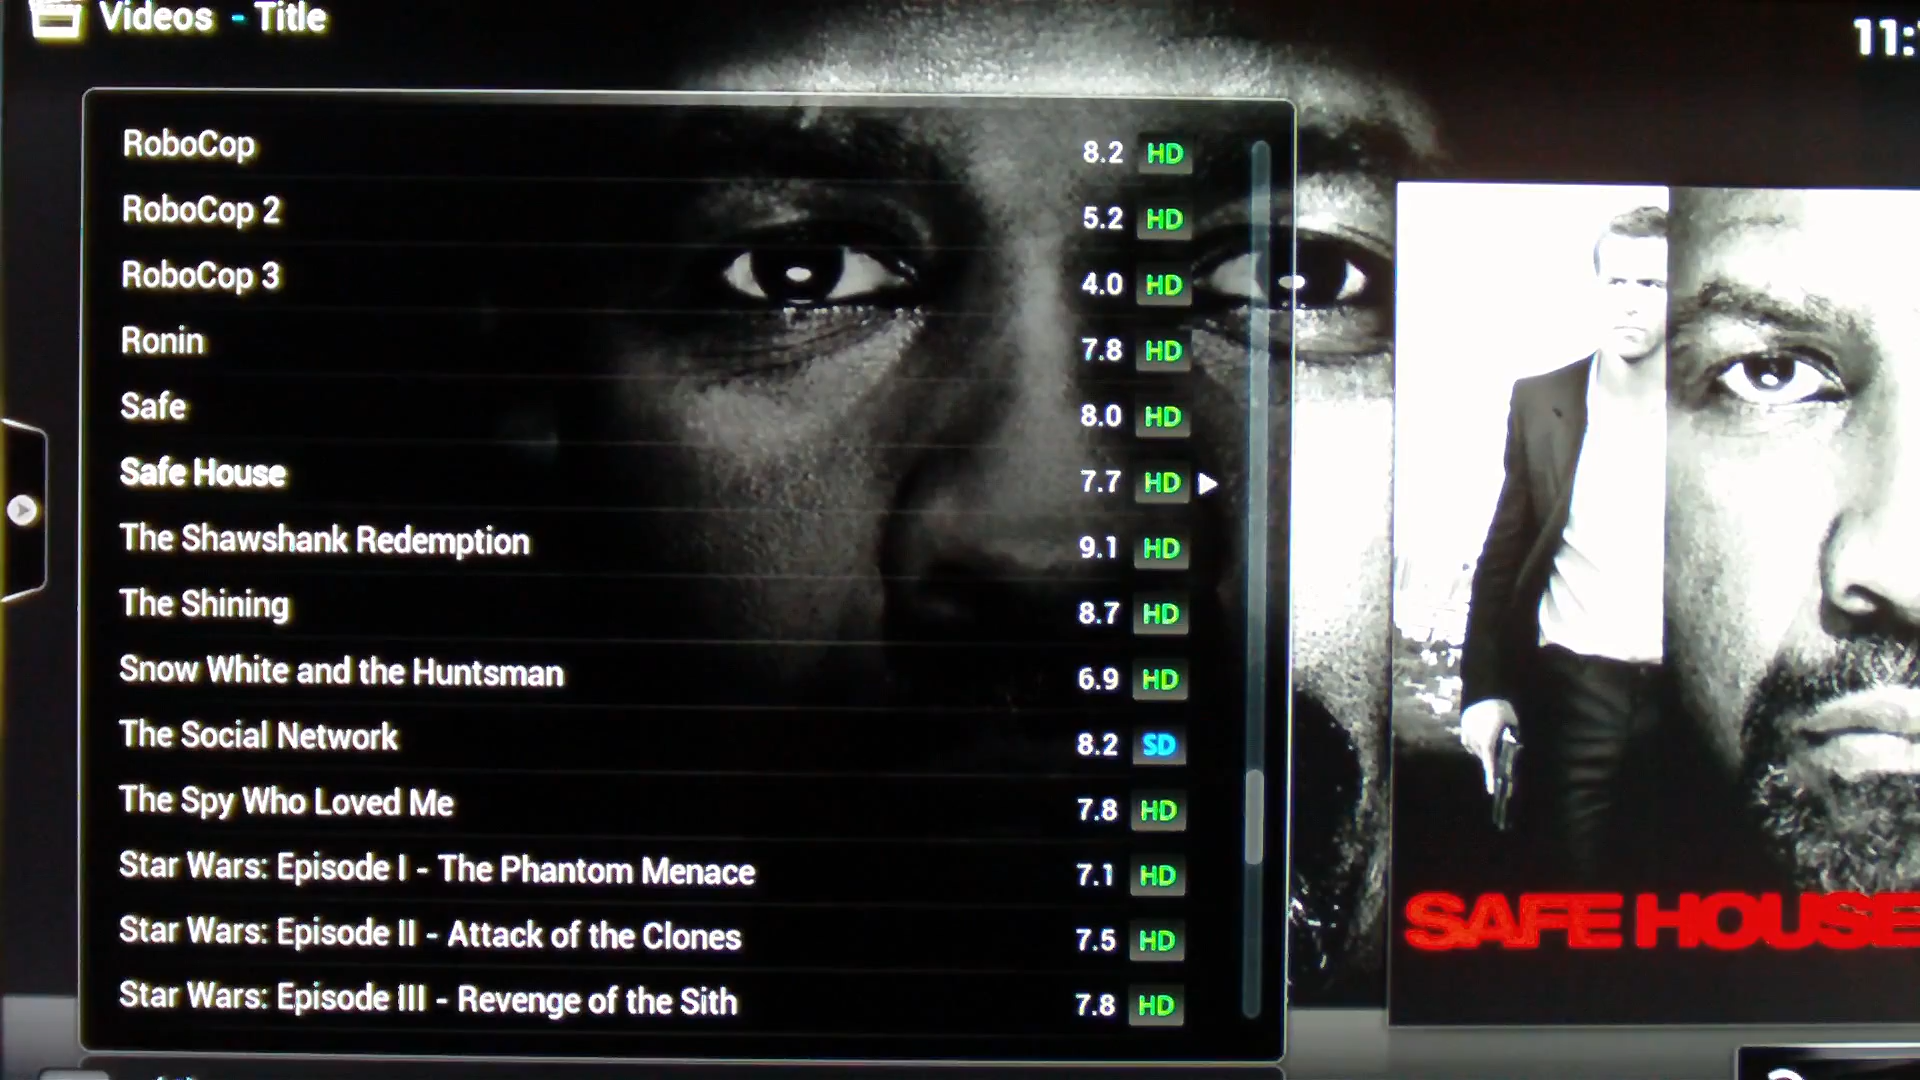 Videos - Title
11:
RoboCop 8.2 HD
RoboCop 2 5.2 HD
RoboCop 3 4.0 HD
Ronin 7.8 HD
Safe 8.0 HD
Safe House 7.7 HD
The Shawshank Redemption 9.1 HD
The Shining 8.7 HD
Snow White and the Huntsman 6.9 HD
The Social Network 8.2 SD
The Spy Who Loved Me 7.8 HD
Star Wars: Episode I - The Phantom Menace 7.1 HD
Star Wars: Episode II - Attack of the Clones 7.5 HD
Star Wars: Episode III - Revenge of the Sith 7.8 HD
SAFE HOUSE